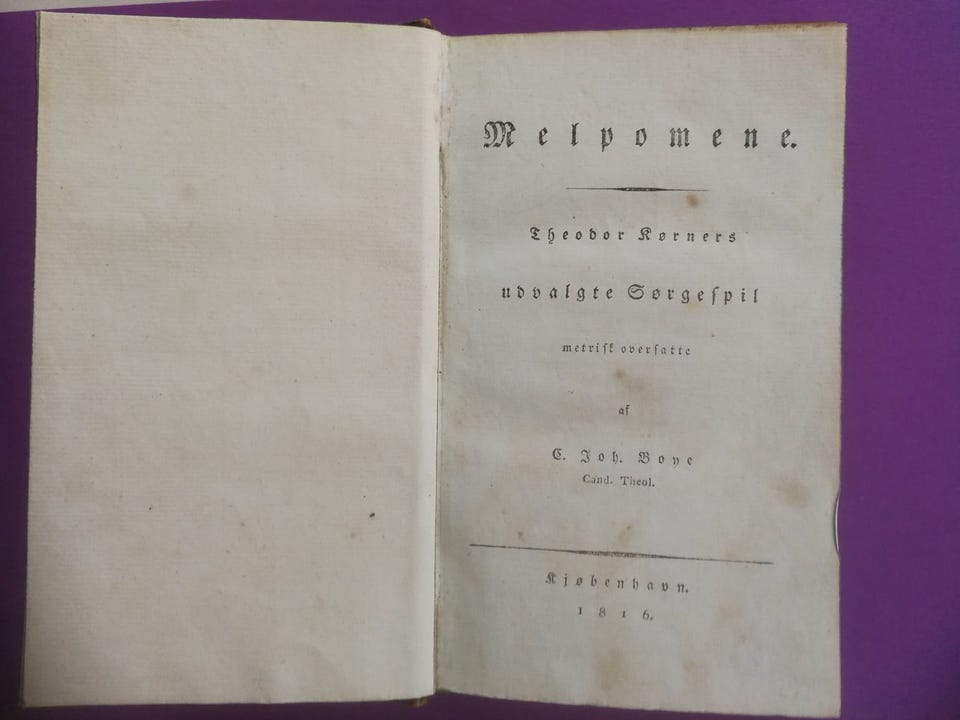 Melpomene.
Theodor Kørners
udvalgte Sørgeſpil
metriſk overſatte
af
C. Joh. Boye
Cand. Theol.
Kjøbenhavn.
1816.